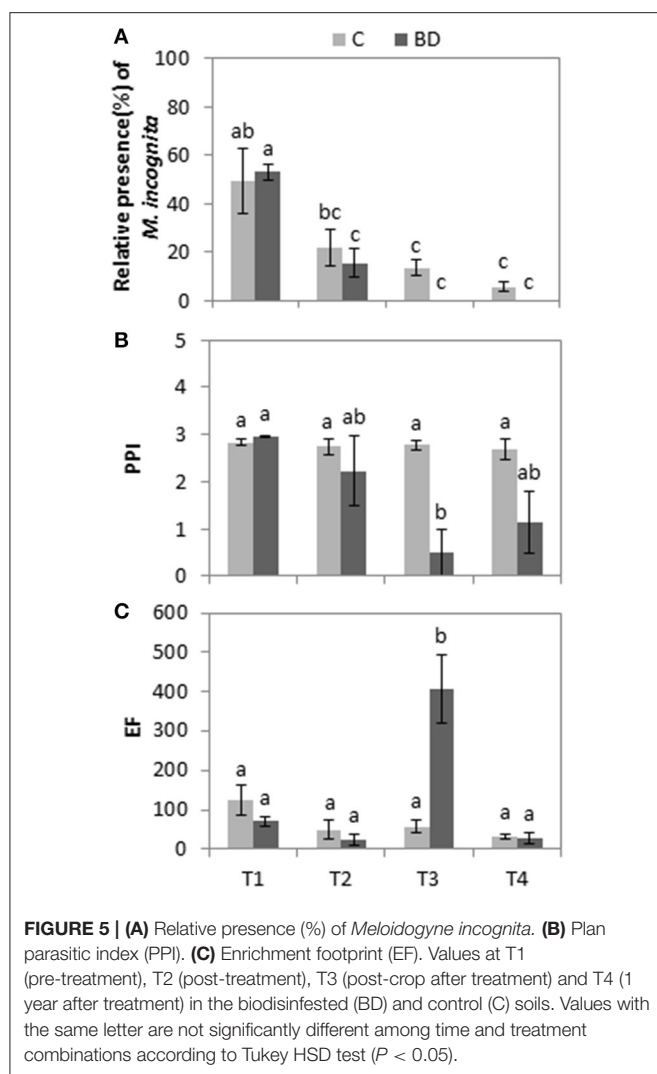 A
C BD
Relative presence(%) of
M. incognita
100
80
60
40
20
0
ab a bc c c c c c
B
PPI
5
4
3
2
1
0
a a a ab a b a ab
C
EF
600
500
400
300
200
100
0
a a a a a b a a
T1 T2 T3 T4
FIGURE 5 | (A) Relative presence (%) of Meloidogyne incognita. (B) Plan
parasitic index (PPI). (C) Enrichment footprint (EF). Values at T1
(pre-treatment), T2 (post-treatment), T3 (post-crop after treatment) and T4 (1
year after treatment) in the biodisinfested (BD) and control (C) soils. Values with
the same letter are not significantly different among time and treatment
combinations according to Tukey HSD test (P < 0.05).